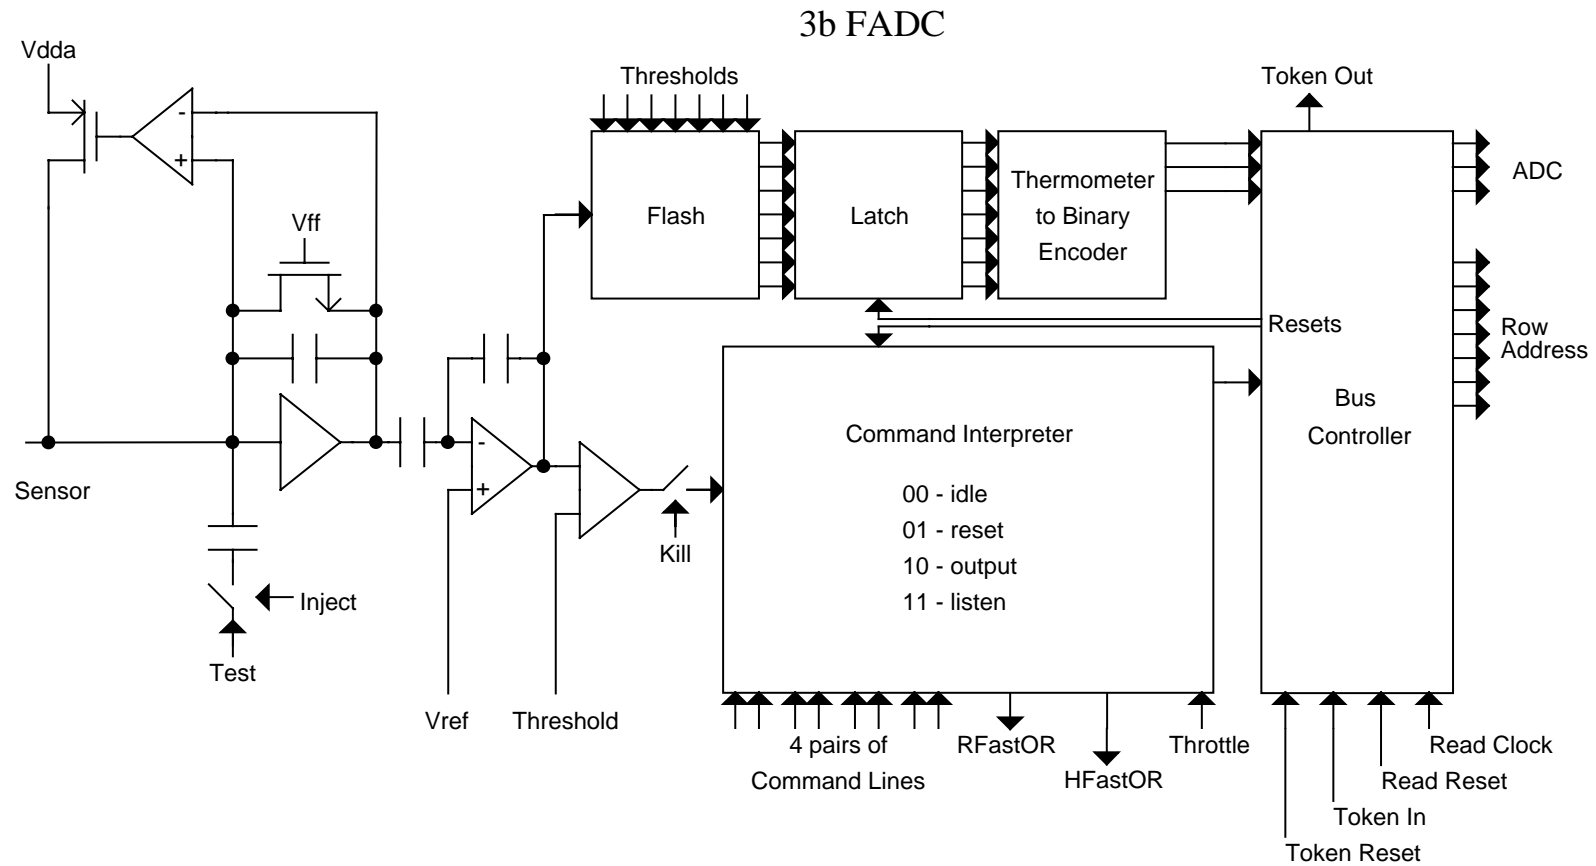 3b FADC
Vdda
Thresholds
Token Out
-
+
Vff
Flash
Latch
Thermometer
to Binary
Encoder
ADC
Resets
Row
Address
Bus
Controller
Command Interpreter
00 - idle
01 - reset
10 - output
11 - listen
-
+
Sensor
Kill
Inject
Test
Vref
Threshold
4 pairs of
Command Lines
RFastOR
HFastOR
Throttle
Read Clock
Read Reset
Token In
Token Reset